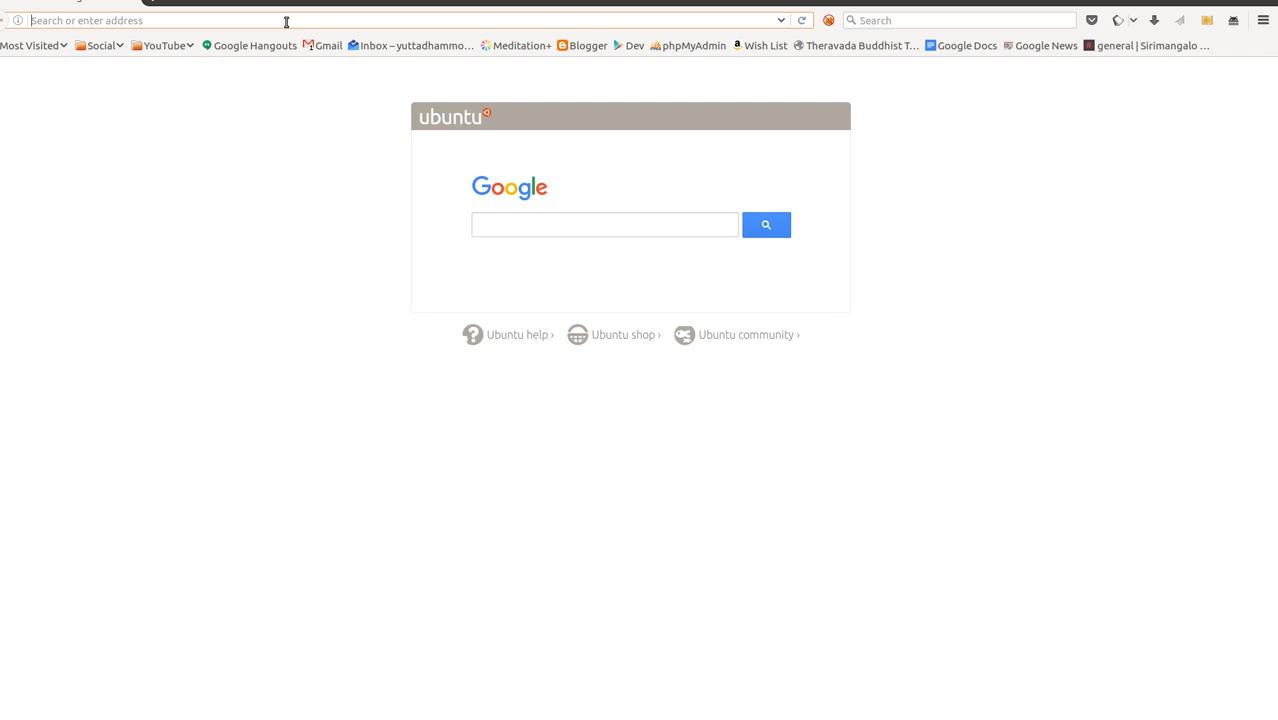 Search or enter address
Search
Most Visited Social YouTube Google Hangouts Gmail Inbox – yuttadhammo... Meditation+ Blogger Dev phpMyAdmin Wish List Theravada Buddhist T... Google Docs Google News general | Sirimangalo ...
ubuntu
Google
Ubuntu help › Ubuntu shop › Ubuntu community ›